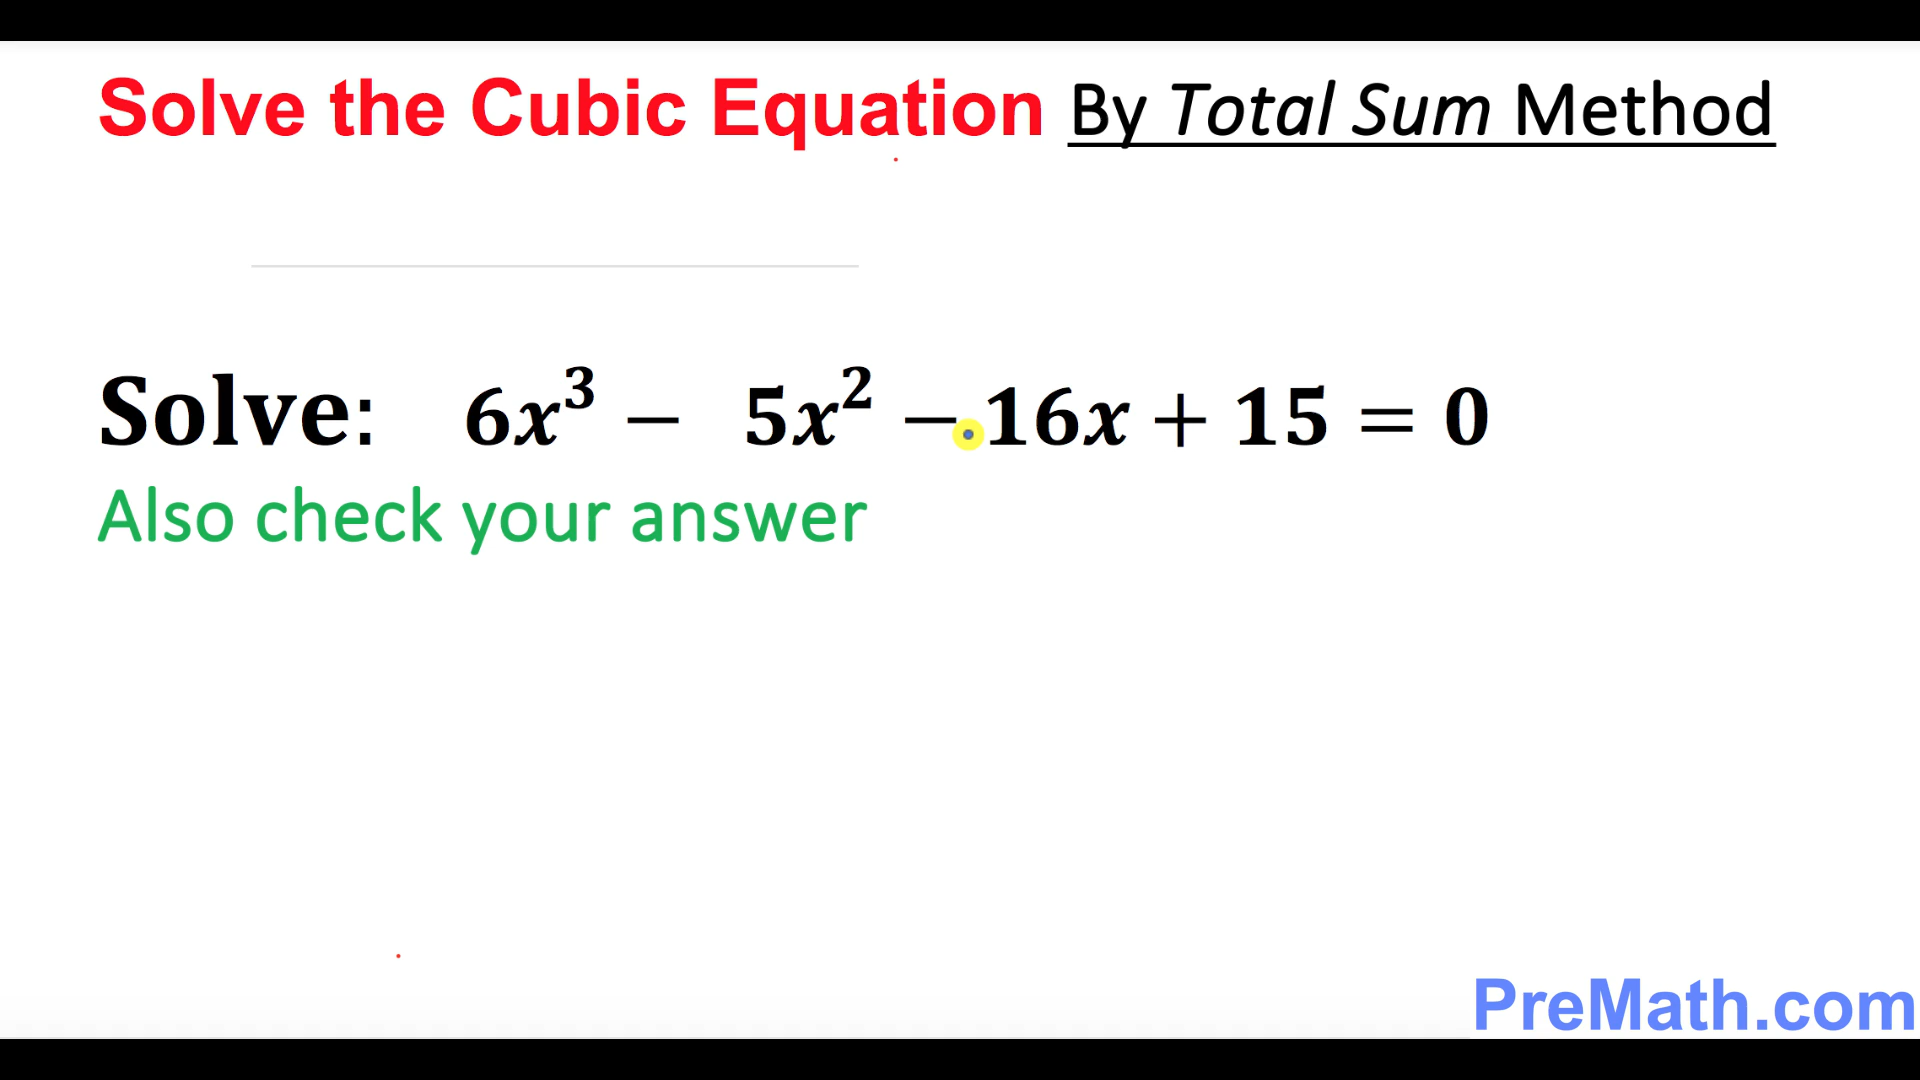 Solve the Cubic Equation By Total Sum Method
Solve: 6x³ − 5x² − 16x + 15 = 0
Also check your answer
PreMath.com